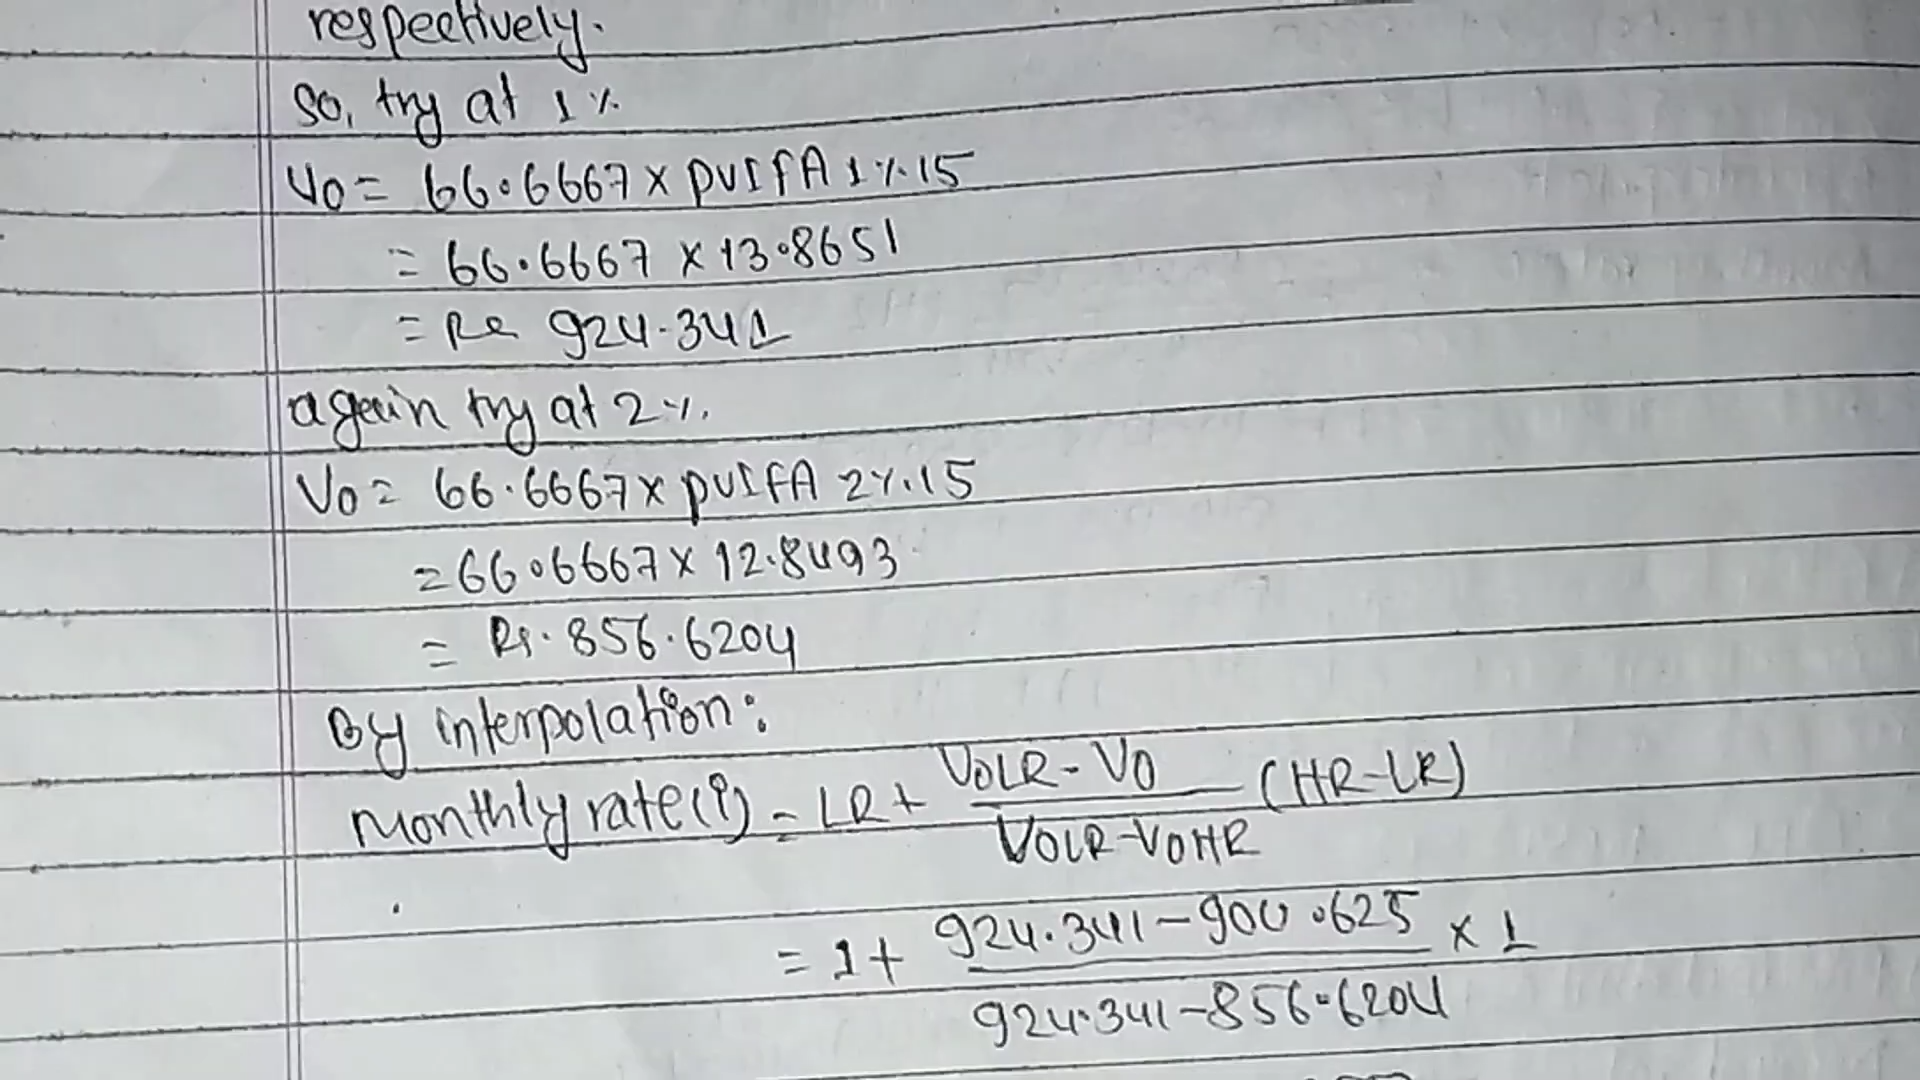 respectively.
So, try at 1%
V0 = 66.6667 x PVIFA 1%.15
= 66.6667 x 13.8651
= Rs 924.341
again try at 2%.
V0 = 66.6667 x PVIFA 2%.15
= 66.6667 x 12.8493
= Rs. 856.6204
By interpolation:
Monthly rate(i) = LR + V0LR - V0 (HR-LR)
V0LR-V0HR
= 1 + 924.341 - 900.625 x 1
924.341 - 856.6204